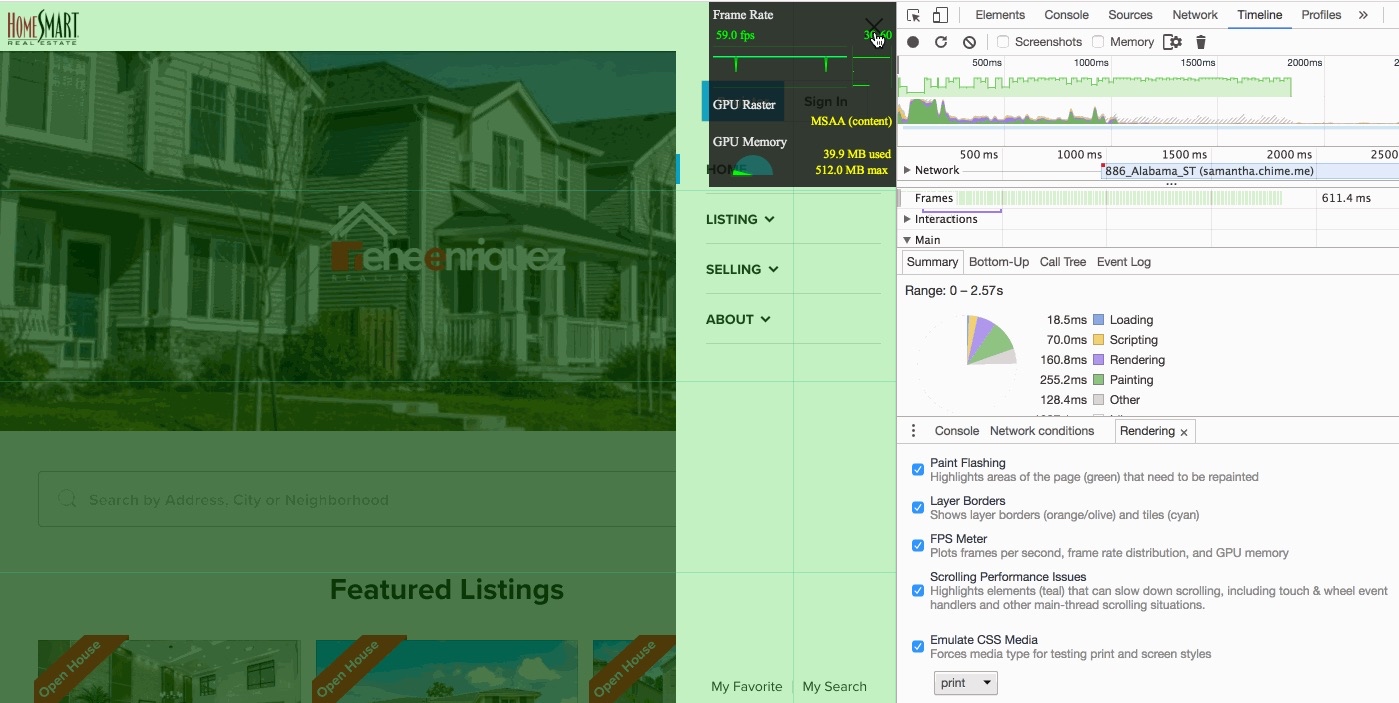 HOMESMART
REAL ESTATE
Frame Rate
59.0 fps
GPU Raster
MSAA (content)
GPU Memory
39.9 MB used
512.0 MB max
Sign In
HOME
LISTING
SELLING
ABOUT
eneenriquez
Search by Address, City or Neighborhood
Featured Listings
Open House
Open House
Open House
My Favorite
My Search
Elements Console Sources Network Timeline Profiles »
Screenshots Memory
500ms 1000ms 1500ms 2000ms
500 ms 1000 ms 1500 ms 2000 ms 2500
Network
886_Alabama_ST (samantha.chime.me)
Frames
611.4 ms
Interactions
Main
Summary Bottom-Up Call Tree Event Log
Range: 0 – 2.57s
18.5ms Loading
70.0ms Scripting
160.8ms Rendering
255.2ms Painting
128.4ms Other
Console Network conditions Rendering ×
Paint Flashing
Highlights areas of the page (green) that need to be repainted
Layer Borders
Shows layer borders (orange/olive) and tiles (cyan)
FPS Meter
Plots frames per second, frame rate distribution, and GPU memory
Scrolling Performance Issues
Highlights elements (teal) that can slow down scrolling, including touch & wheel event
handlers and other main-thread scrolling situations.
Emulate CSS Media
Forces media type for testing print and screen styles
print